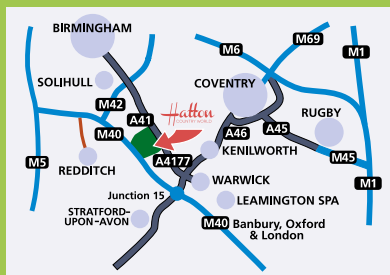 BIRMINGHAM
M69
M6
M1
SOLIHULL
COVENTRY
M42
Hatton
COUNTRY WORLD
RUGBY
A41
A46
A45
M40
KENILWORTH
M5
A4177
M45
REDDITCH
WARWICK
M1
Junction 15
LEAMINGTON SPA
STRATFORD-
UPON-AVON
M40 Banbury, Oxford
& London